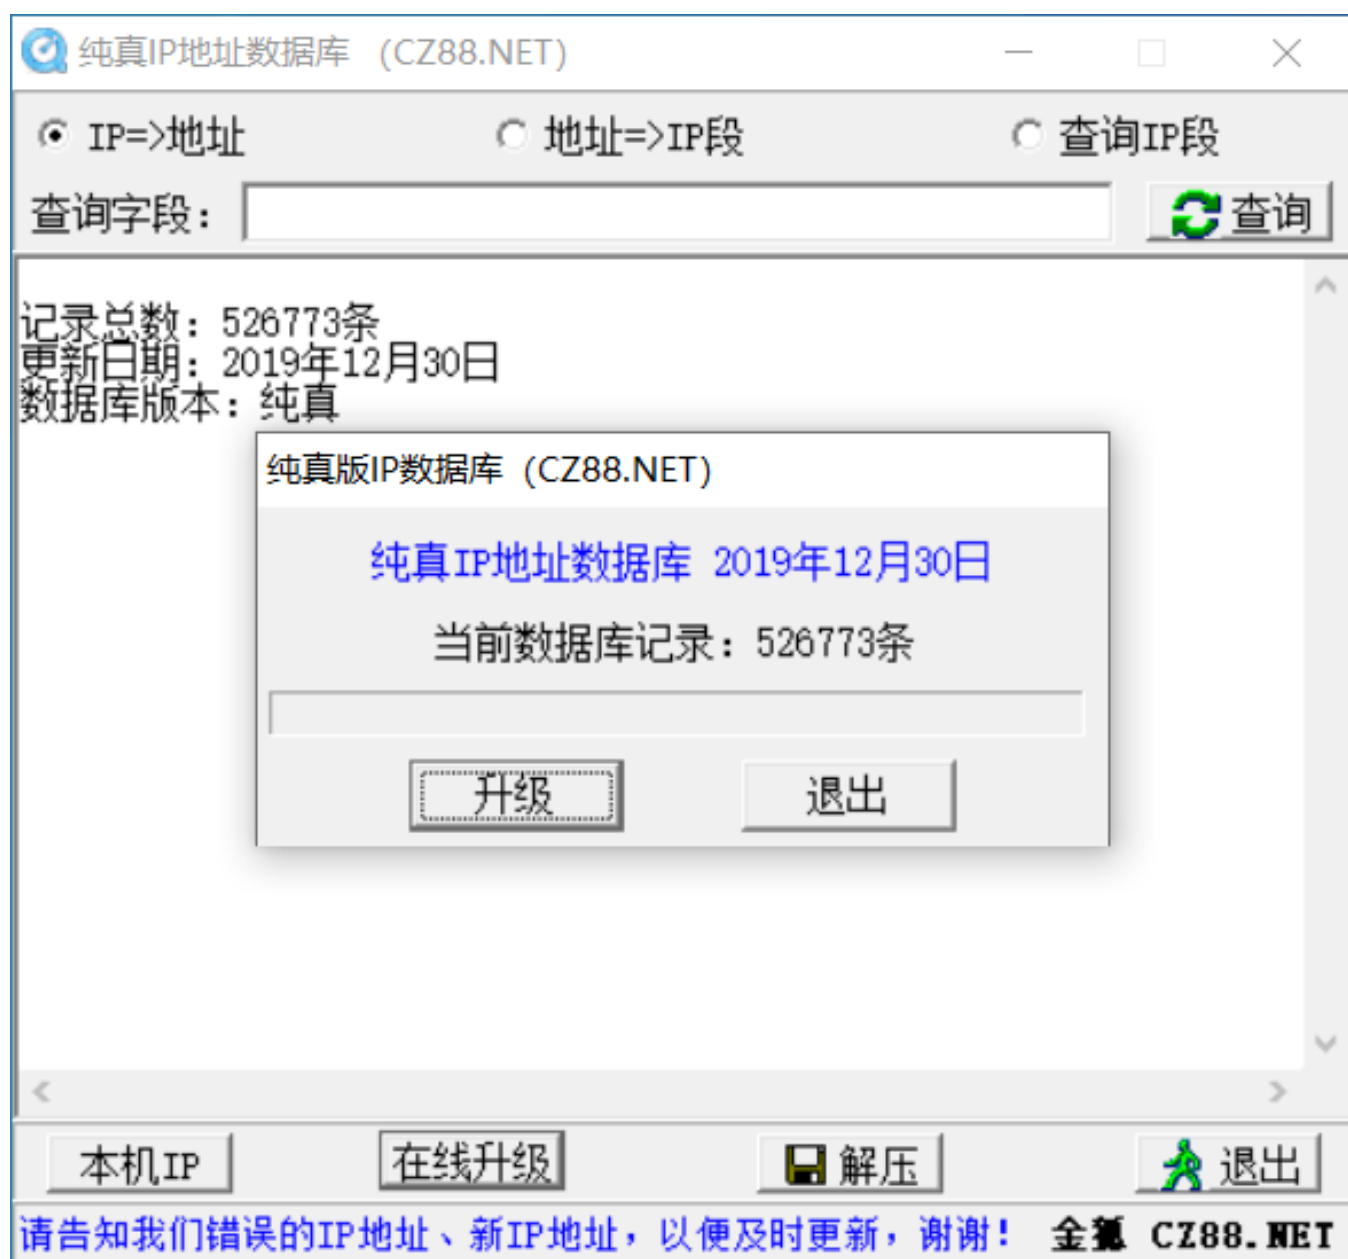 纯真IP地址数据库 (CZ88.NET)
IP=>地址 地址=>IP段 查询IP段
查询字段: 查询
记录总数: 526773条
更新日期: 2019年12月30日
数据库版本: 纯真
纯真版IP数据库 (CZ88.NET)
纯真IP地址数据库 2019年12月30日
当前数据库记录: 526773条
升级 退出
本机IP 在线升级 解压 退出
请告知我们错误的IP地址、新IP地址，以便及时更新，谢谢! 金狐 CZ88.NET